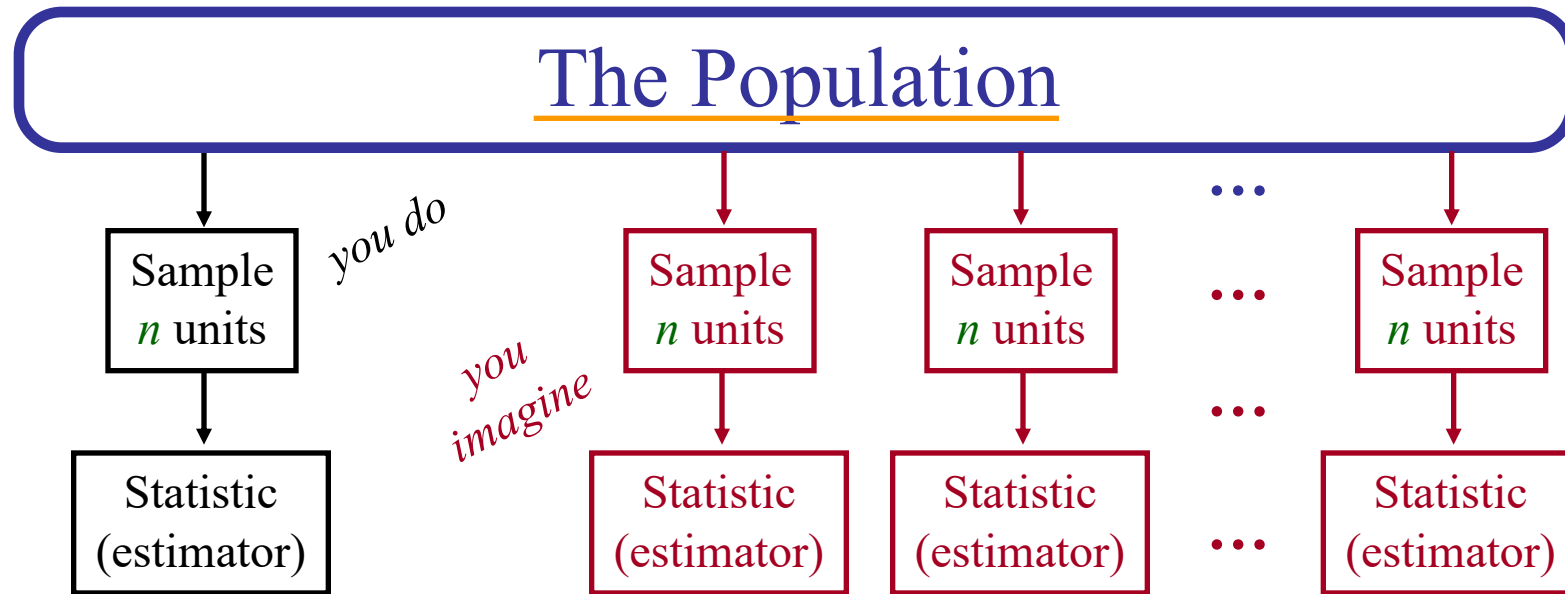 The Population
you do
...
Sample
n units
Sample
n units
Sample
n units
...
Sample
n units
you
imagine
...
Statistic
(estimator)
Statistic
(estimator)
Statistic
(estimator)
...
Statistic
(estimator)